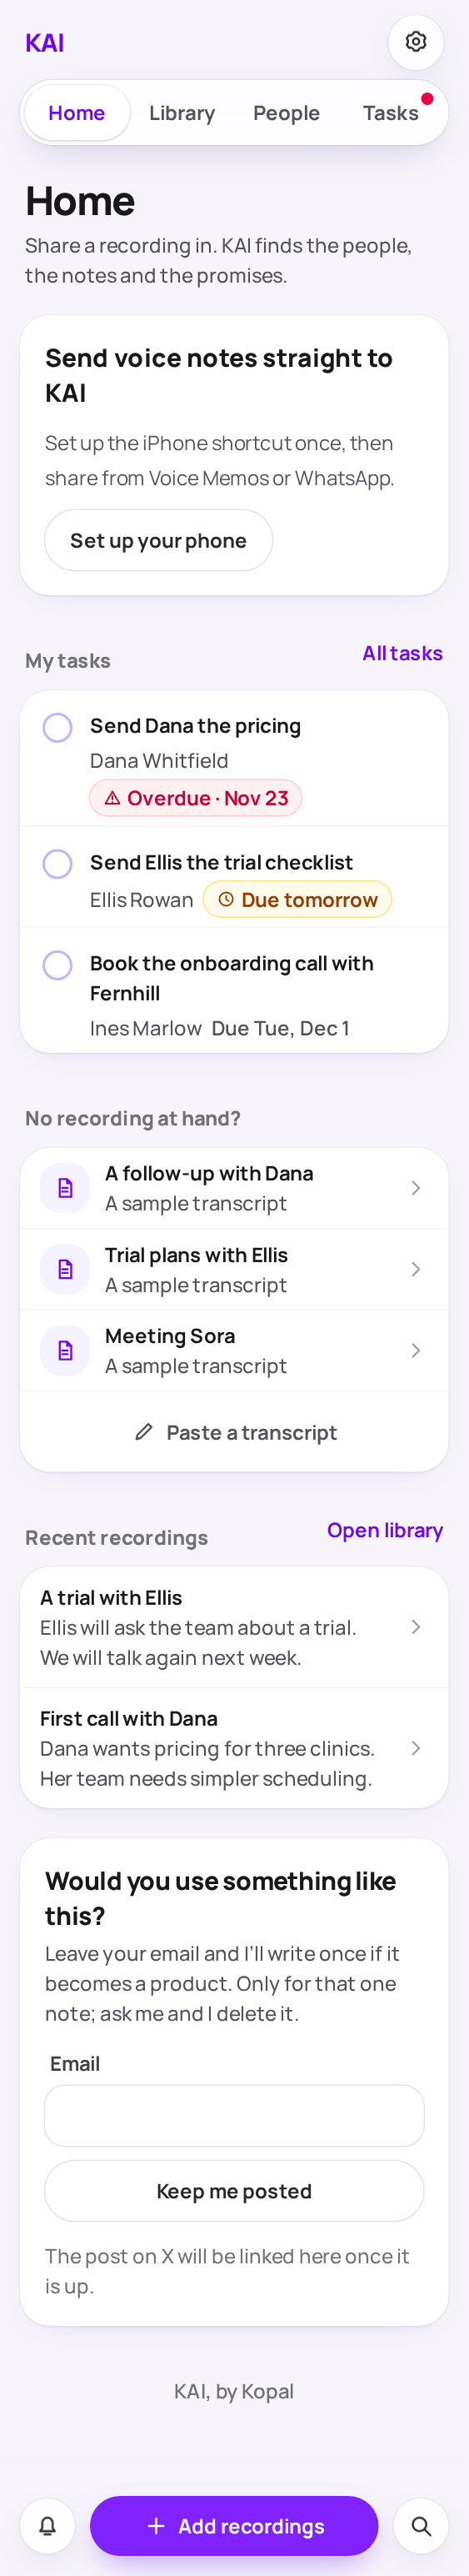 KAI
Home
Library
People
Tasks
Home
Share a recording in. KAI finds the people,
the notes and the promises.
Send voice notes straight to
KAI
Set up the iPhone shortcut once, then
share from Voice Memos or WhatsApp.
Set up your phone
My tasks
All tasks
Send Dana the pricing
Dana Whitfield
Overdue · Nov 23
Send Ellis the trial checklist
Ellis Rowan Due tomorrow
Book the onboarding call with
Fernhill
Ines Marlow Due Tue, Dec 1
No recording at hand?
A follow-up with Dana
A sample transcript
Trial plans with Ellis
A sample transcript
Meeting Sora
A sample transcript
Paste a transcript
Recent recordings
Open library
A trial with Ellis
Ellis will ask the team about a trial.
We will talk again next week.
First call with Dana
Dana wants pricing for three clinics.
Her team needs simpler scheduling.
Would you use something like
this?
Leave your email and I'll write once if it
becomes a product. Only for that one
note; ask me and I delete it.
Email
Keep me posted
The post on X will be linked here once it
is up.
KAI, by Kopal
Add recordings